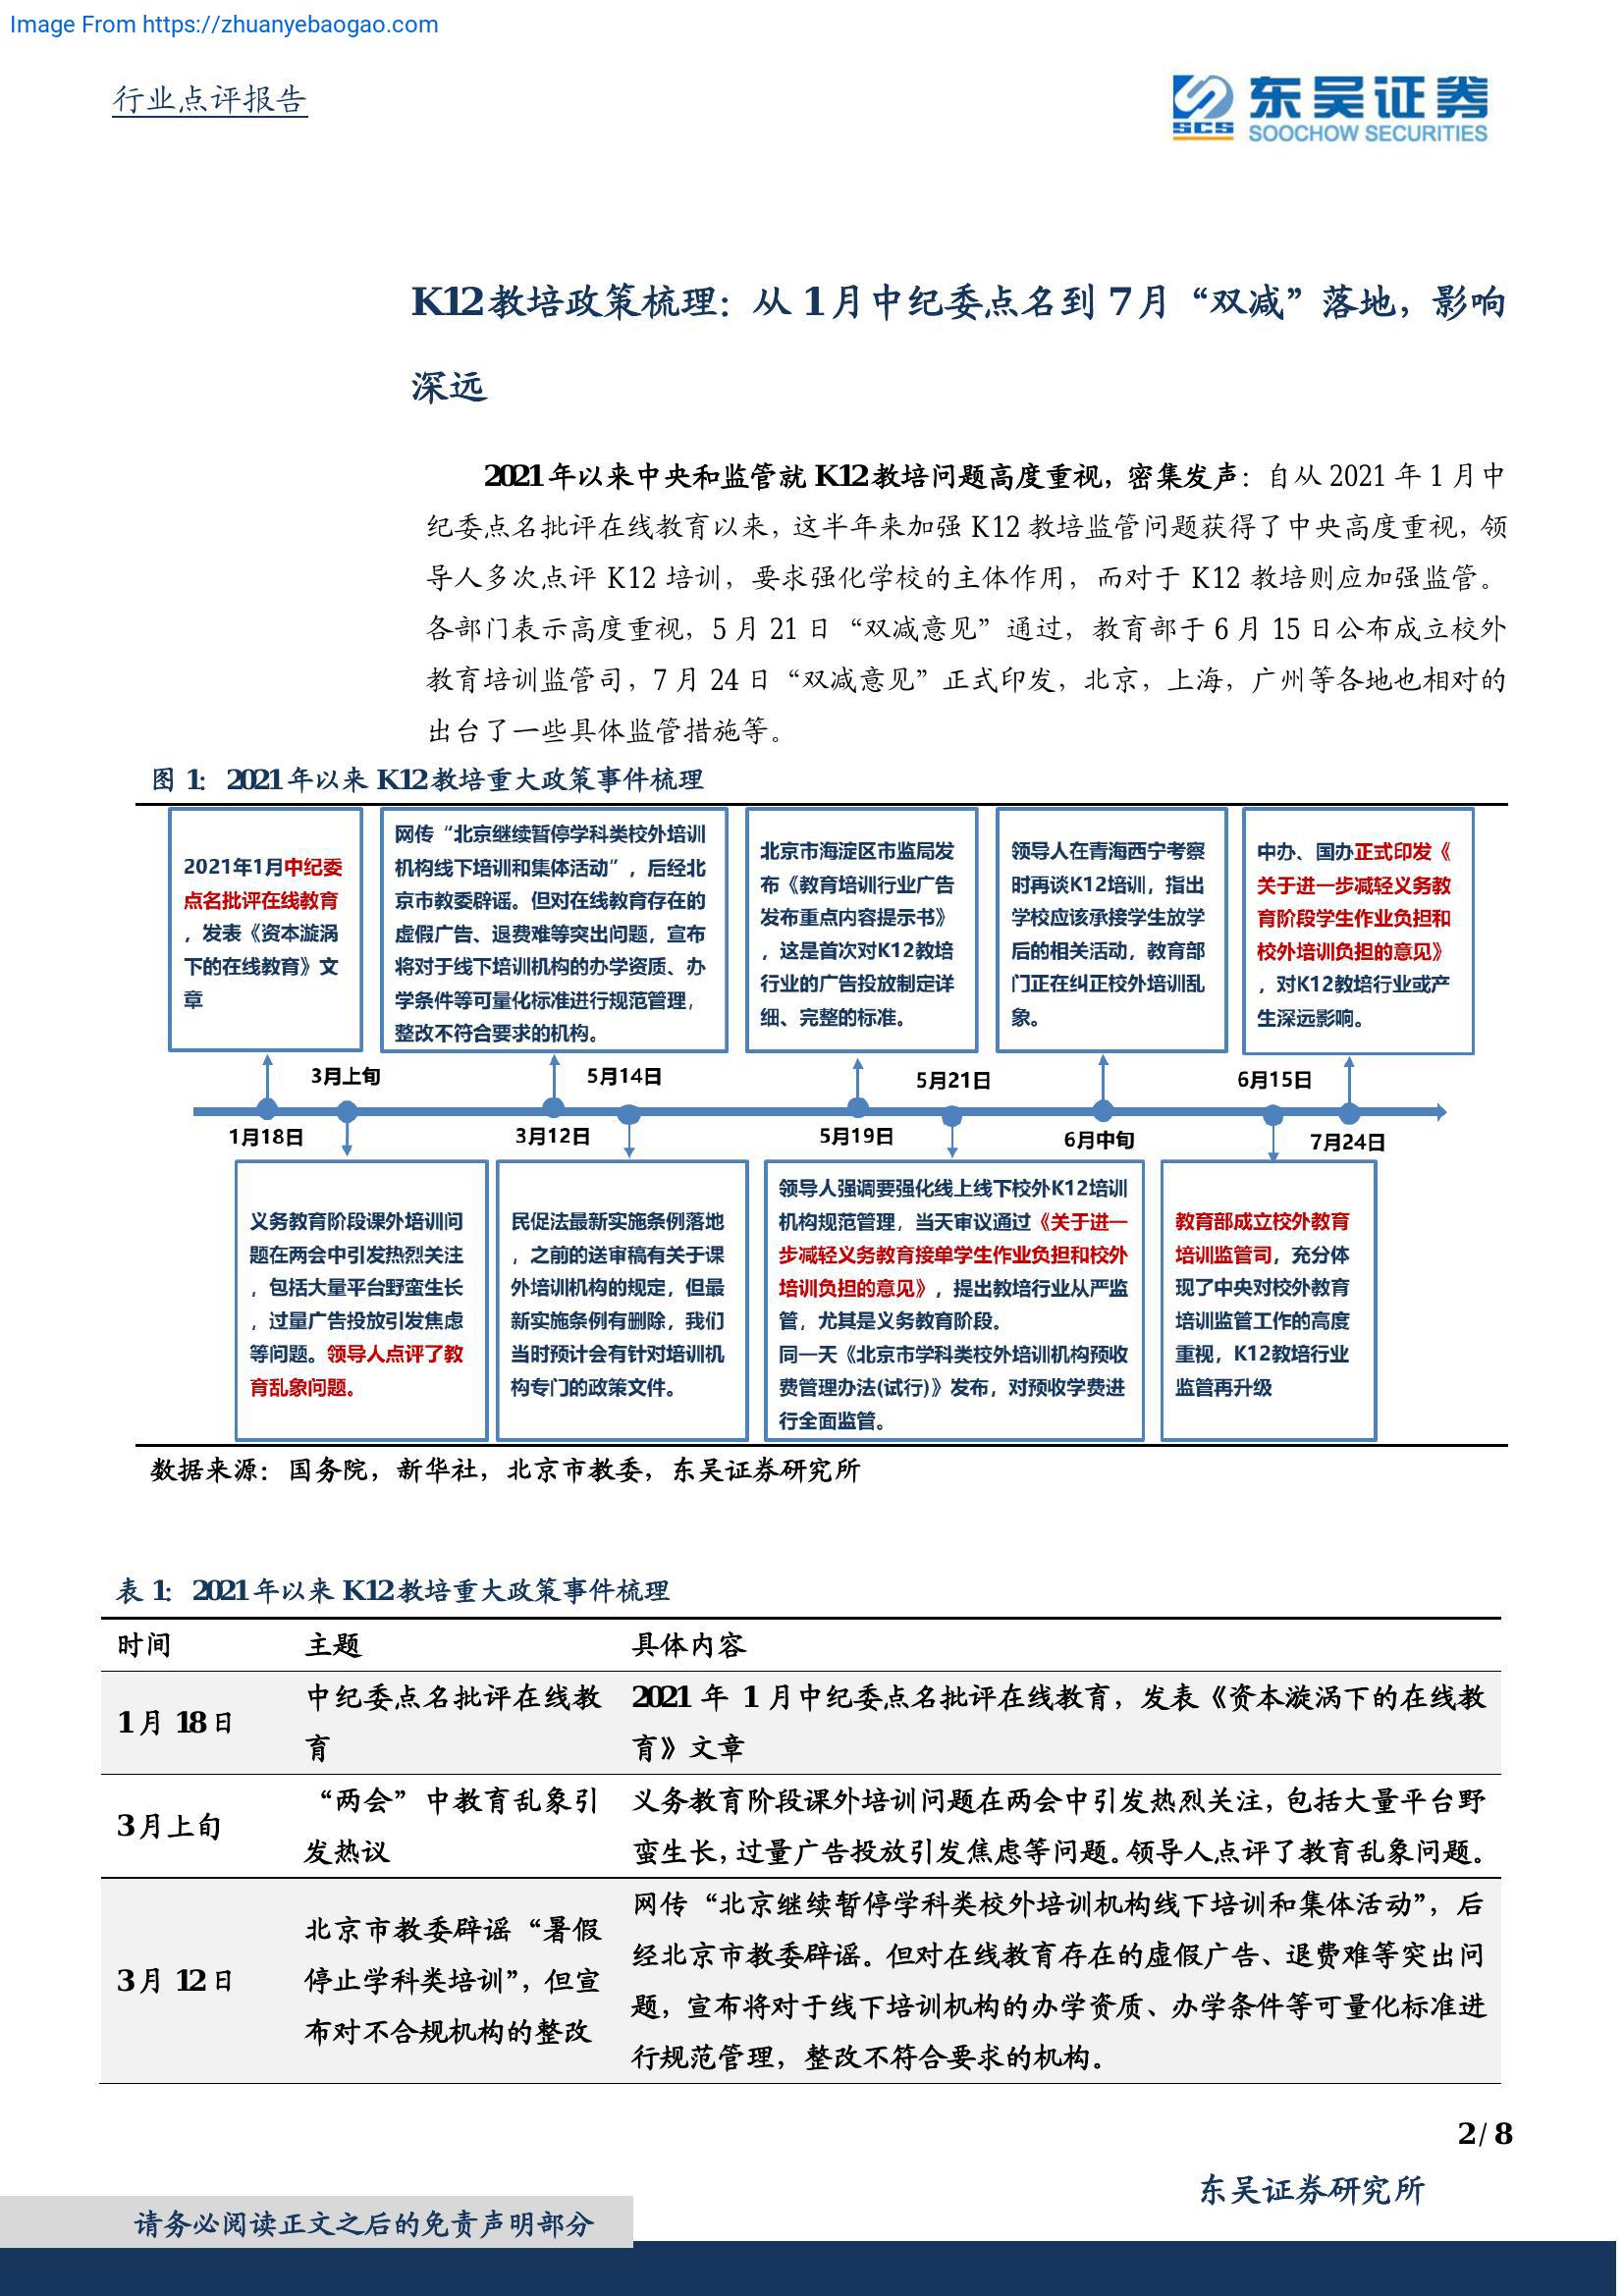 Image From https://zhuanyebaogao.com
行业点评报告
SCS
东吴证券
SOOCHOW SECURITIES
K12教培政策梳理：从1月中纪委点名到7月“双减”落地，影响
深远
2021年以来中央和监管就K12教培问题高度重视，密集发声：自从2021年1月中
纪委点名批评在线教育以来，这半年来加强K12教培监管问题获得了中央高度重视，领
导人多次点评K12培训，要求强化学校的主体作用，而对于K12教培则应加强监管。
各部门表示高度重视，5月21日“双减意见”通过，教育部于6月15日公布成立校外
教育培训监管司，7月24日“双减意见”正式印发，北京，上海，广州等各地也相对的
出台了一些具体监管措施等。
图1：2021年以来K12教培重大政策事件梳理
2021年1月中纪委
点名批评在线教育
，发表《资本漩涡
下的在线教育》文
章
网传“北京继续暂停学科类校外培训
机构线下培训和集体活动”，后经北
京市教委辟谣。但对在线教育存在的
虚假广告、退费难等突出问题，宣布
将对于线下培训机构的办学资质、办
学条件等可量化标准进行规范管理，
整改不符合要求的机构。
北京市海淀区市监局发
布《教育培训行业广告
发布重点内容提示书》
，这是首次对K12教培
行业的广告投放制定详
细、完整的标准。
领导人在青海西宁考察
时再谈K12培训，指出
学校应该承接学生放学
后的相关活动，教育部
门正在纠正校外培训乱
象。
中办、国办正式印发《
关于进一步减轻义务教
育阶段学生作业负担和
校外培训负担的意见》
，对K12教培行业或产
生深远影响。
3月上旬
5月14日
5月21日
6月15日
1月18日
3月12日
5月19日
6月中旬
7月24日
义务教育阶段课外培训问
题在两会中引发热烈关注
，包括大量平台野蛮生长
，过量广告投放引发焦虑
等问题。领导人点评了教
育乱象问题。
民促法最新实施条例落地
，之前的送审稿有关于课
外培训机构的规定，但最
新实施条例有删除，我们
当时预计会有针对培训机
构专门的政策文件。
领导人强调要强化线上线下校外K12培训
机构规范管理，当天审议通过《关于进一
步减轻义务教育接单学生作业负担和校外
培训负担的意见》，提出教培行业从严监
管，尤其是义务教育阶段。
同一天《北京市学科类校外培训机构预收
费管理办法(试行)》发布，对预收学费进
行全面监管。
教育部成立校外教育
培训监管司，充分体
现了中央对校外教育
培训监管工作的高度
重视，K12教培行业
监管再升级
数据来源：国务院，新华社，北京市教委，东吴证券研究所
表1：2021年以来K12教培重大政策事件梳理
时间 主题 具体内容
1月18日
中纪委点名批评在线教
育
2021年1月中纪委点名批评在线教育，发表《资本漩涡下的在线教
育》文章
3月上旬
“两会”中教育乱象引
发热议
义务教育阶段课外培训问题在两会中引发热烈关注，包括大量平台野
蛮生长，过量广告投放引发焦虑等问题。领导人点评了教育乱象问题。
3月12日
北京市教委辟谣“暑假
停止学科类培训”，但宣
布对不合规机构的整改
网传“北京继续暂停学科类校外培训机构线下培训和集体活动”，后
经北京市教委辟谣。但对在线教育存在的虚假广告、退费难等突出问
题，宣布将对于线下培训机构的办学资质、办学条件等可量化标准进
行规范管理，整改不符合要求的机构。
2/8
东吴证券研究所
请务必阅读正文之后的免责声明部分